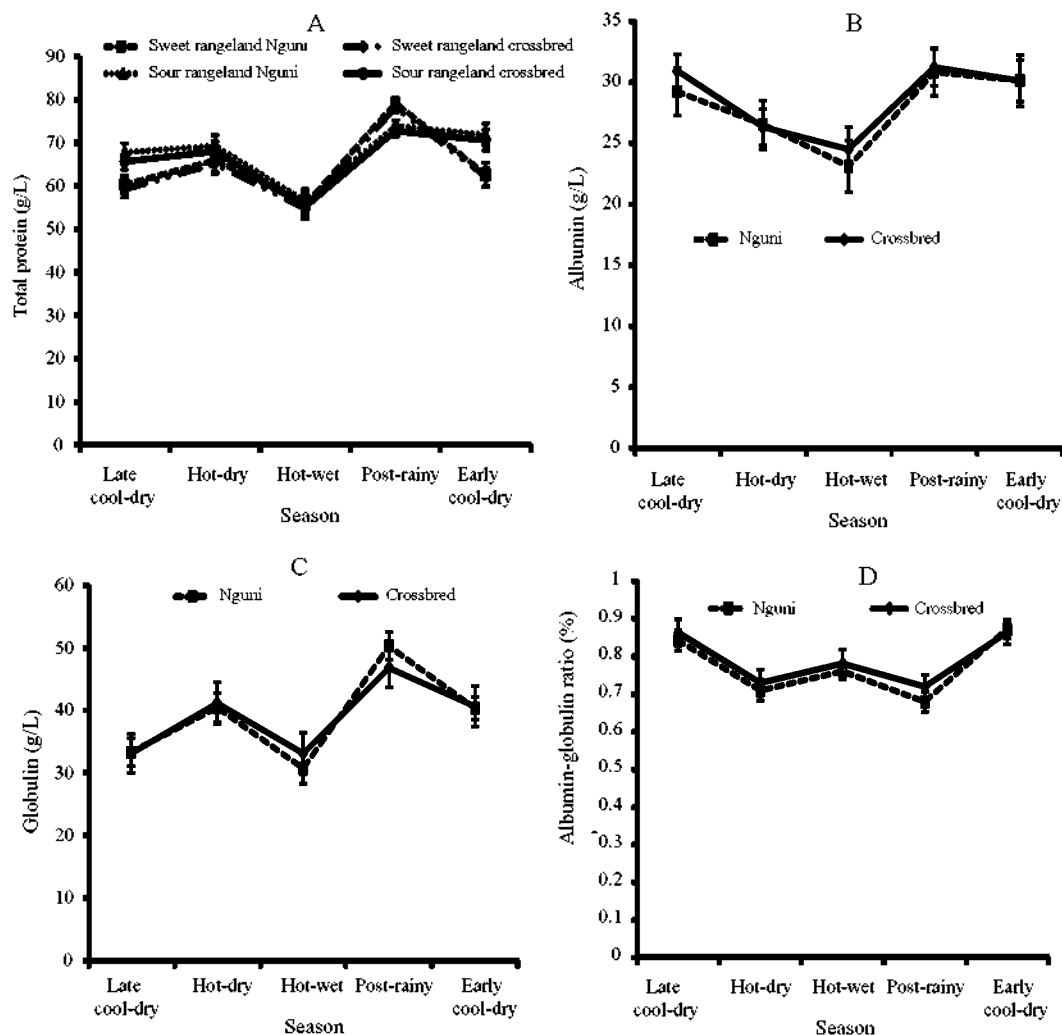 A
Sweet rangeland Nguni
Sweet rangeland crossbred
Sour rangeland Nguni
Sour rangeland crossbred
Total protein (g/L)
90
80
70
60
50
40
30
20
10
0
Late cool-dry
Hot-dry
Hot-wet
Post-rainy
Early cool-dry
Season
B
Albumin (g/L)
35
30
25
20
15
10
5
0
Nguni
Crossbred
Late cool-dry
Hot-dry
Hot-wet
Post-rainy
Early cool-dry
Season
C
Nguni
Crossbred
Globulin (g/L)
60
50
40
30
20
10
0
Late cool-dry
Hot-dry
Hot-wet
Post-rainy
Early cool-dry
Season
D
Nguni
Crossbred
Albumin-globulin ratio (%)
1
0.9
0.8
0.7
0.6
0.5
0.4
0.3
0.2
0.1
0
Late cool-dry
Hot-dry
Hot-wet
Post-rainy
Early cool-dry
Season